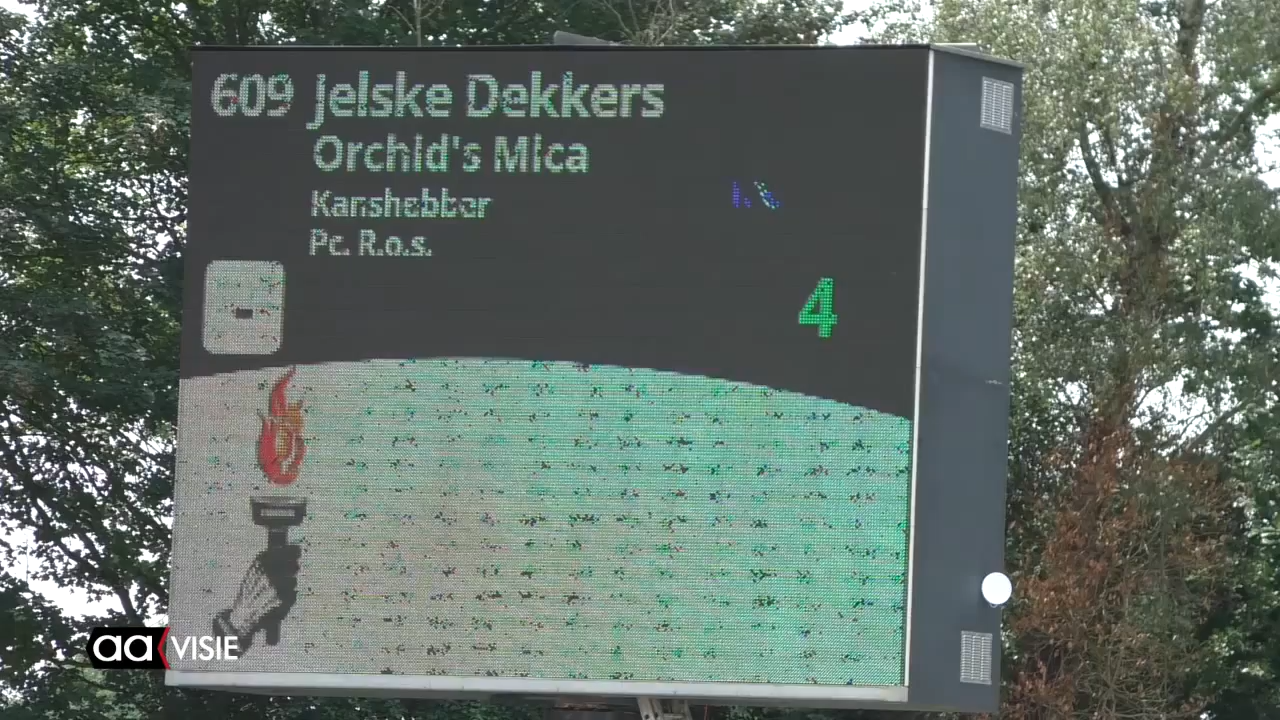 609 Jelske Dekkers
Orchid's Mica
Kanshebber
Pc. R.o.s.
4
aa VISIE